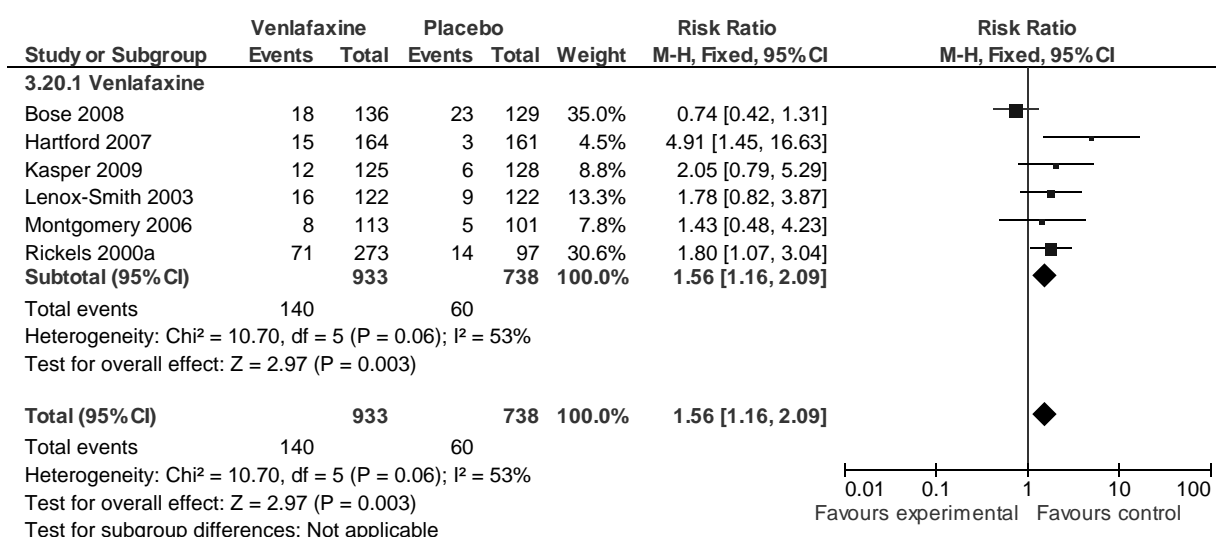 Venlafaxine Placebo Risk Ratio Risk Ratio
Study or Subgroup Events Total Events Total Weight M-H, Fixed, 95% CI M-H, Fixed, 95% CI
3.20.1 Venlafaxine
Bose 2008 18 136 23 129 35.0% 0.74 [0.42, 1.31]
Hartford 2007 15 164 3 161 4.5% 4.91 [1.45, 16.63]
Kasper 2009 12 125 6 128 8.8% 2.05 [0.79, 5.29]
Lenox-Smith 2003 16 122 9 122 13.3% 1.78 [0.82, 3.87]
Montgomery 2006 8 113 5 101 7.8% 1.43 [0.48, 4.23]
Rickels 2000a 71 273 14 97 30.6% 1.80 [1.07, 3.04]
Subtotal (95% CI) 933 738 100.0% 1.56 [1.16, 2.09]
Total events 140 60
Heterogeneity: Chi² = 10.70, df = 5 (P = 0.06); I² = 53%
Test for overall effect: Z = 2.97 (P = 0.003)
Total (95% CI) 933 738 100.0% 1.56 [1.16, 2.09]
Total events 140 60
Heterogeneity: Chi² = 10.70, df = 5 (P = 0.06); I² = 53%
Test for overall effect: Z = 2.97 (P = 0.003)
Test for subgroup differences: Not applicable
0.01 0.1 1 10 100
Favours experimental Favours control